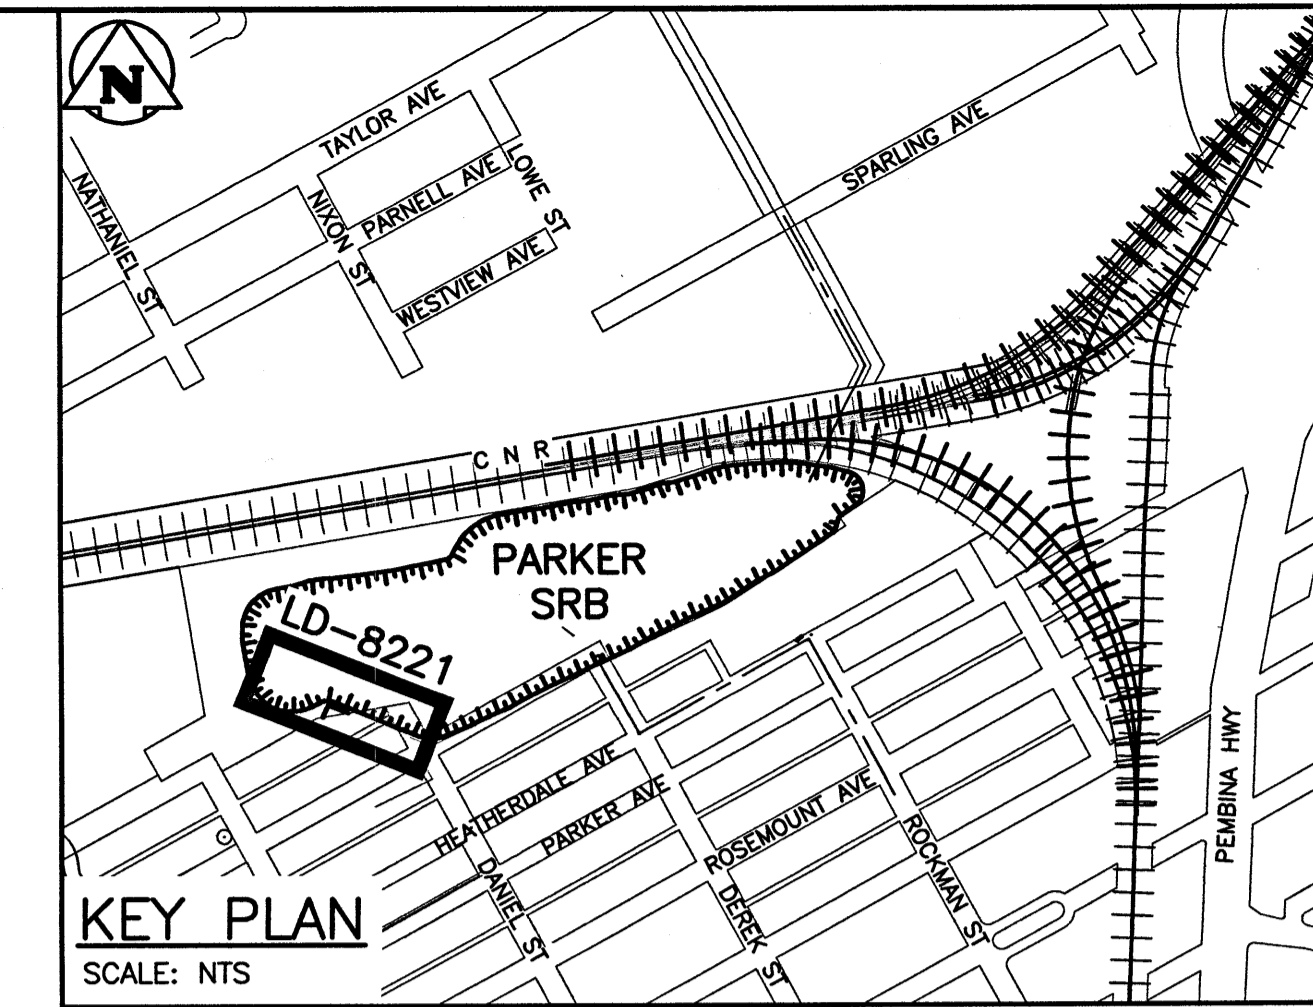 N
TAYLOR AVE
SPARLING AVE
PARNELL AVE
LOWE ST
NATHANIEL ST
NIXON ST
WESTVIEW AVE
C N R
PARKER
SRB
LD-8221
HEATHERDALE AVE
PARKER AVE
ROSEMOUNT AVE
PEMBINA HWY
DANIEL ST
DEREK ST
ROCKMAN ST
KEY PLAN
SCALE: NTS